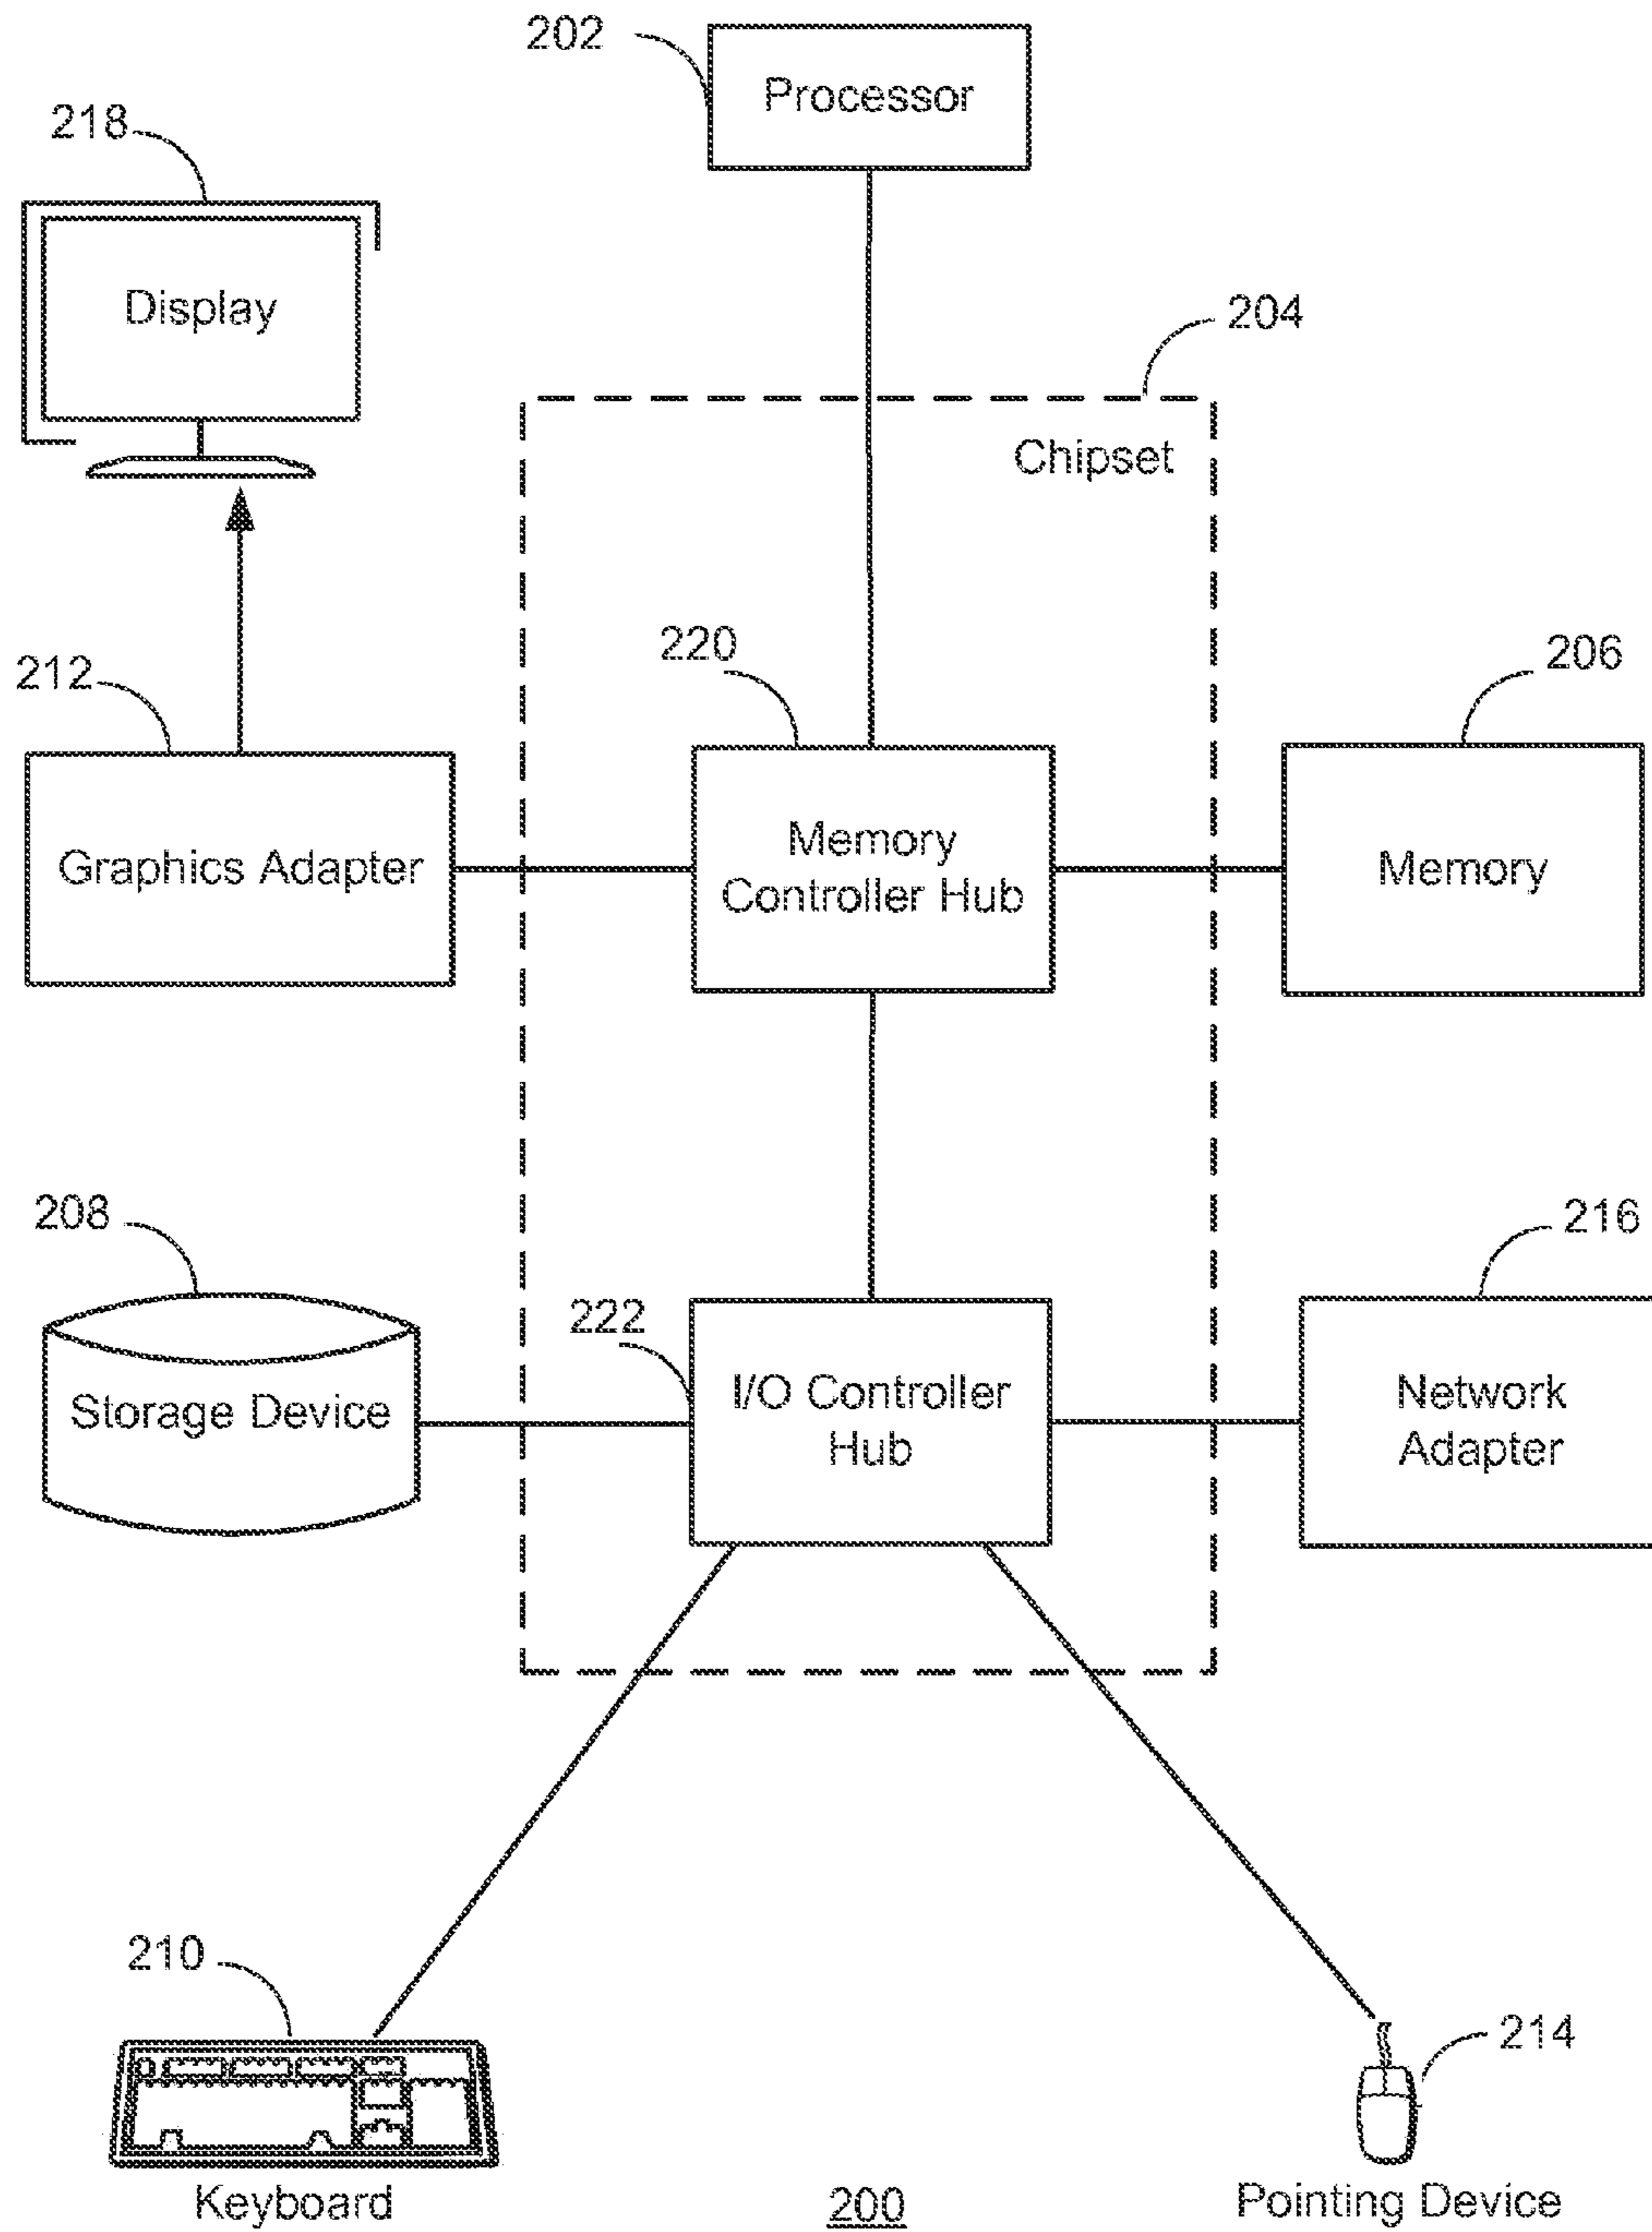 202
Processor
218
Display
204
Chipset
212
220
206
Graphics Adapter
Memory
Controller Hub
Memory
208
222
216
Storage Device
I/O Controller
Hub
Network
Adapter
210
214
Keyboard
200
Pointing Device